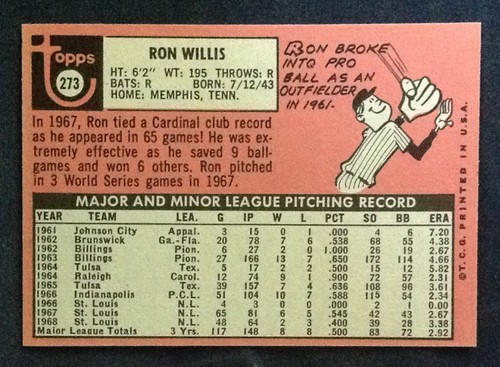 topps
273
RON WILLIS
HT: 6'2" WT: 195 THROWS: R
BATS: R BORN: 7/12/43
HOME: MEMPHIS, TENN.
RON BROKE
INTO PRO
BALL AS AN
OUTFIELDER
IN 1961.
In 1967, Ron tied a Cardinal club record
as he appeared in 65 games! He was ex-
tremely effective as he saved 9 ball-
games and won 6 others. Ron pitched
in 3 World Series games in 1967.
© T.C.G. PRINTED IN U.S.A.
MAJOR AND MINOR LEAGUE PITCHING RECORD
YEAR TEAM LEA. G IP W L PCT SO BB ERA
1961 Johnson City Appal. 3 15 0 1 .000 4 6 7.20
1962 Brunswick Ga.-Fla. 20 78 7 6 .538 68 55 4.38
1962 Billings Pion. 6 27 2 0 1.000 26 19 2.67
1963 Billings Pion. 27 166 13 7 .650 172 114 4.66
1964 Tulsa Tex. 5 17 2 2 .500 15 12 5.82
1964 Raleigh Carol. 12 74 9 1 .900 72 57 2.31
1965 Tulsa Tex. 39 157 7 4 .636 108 96 3.61
1966 Indianapolis P.C.L. 51 104 10 7 .588 115 54 2.34
1966 St. Louis N.L. 4 3 0 0 .000 2 1 0.00
1967 St. Louis N.L. 65 81 6 5 .545 42 43 2.67
1968 St. Louis N.L. 48 64 2 3 .400 39 28 3.38
Major League Totals 3 Yrs. 117 148 8 8 .500 83 72 2.92